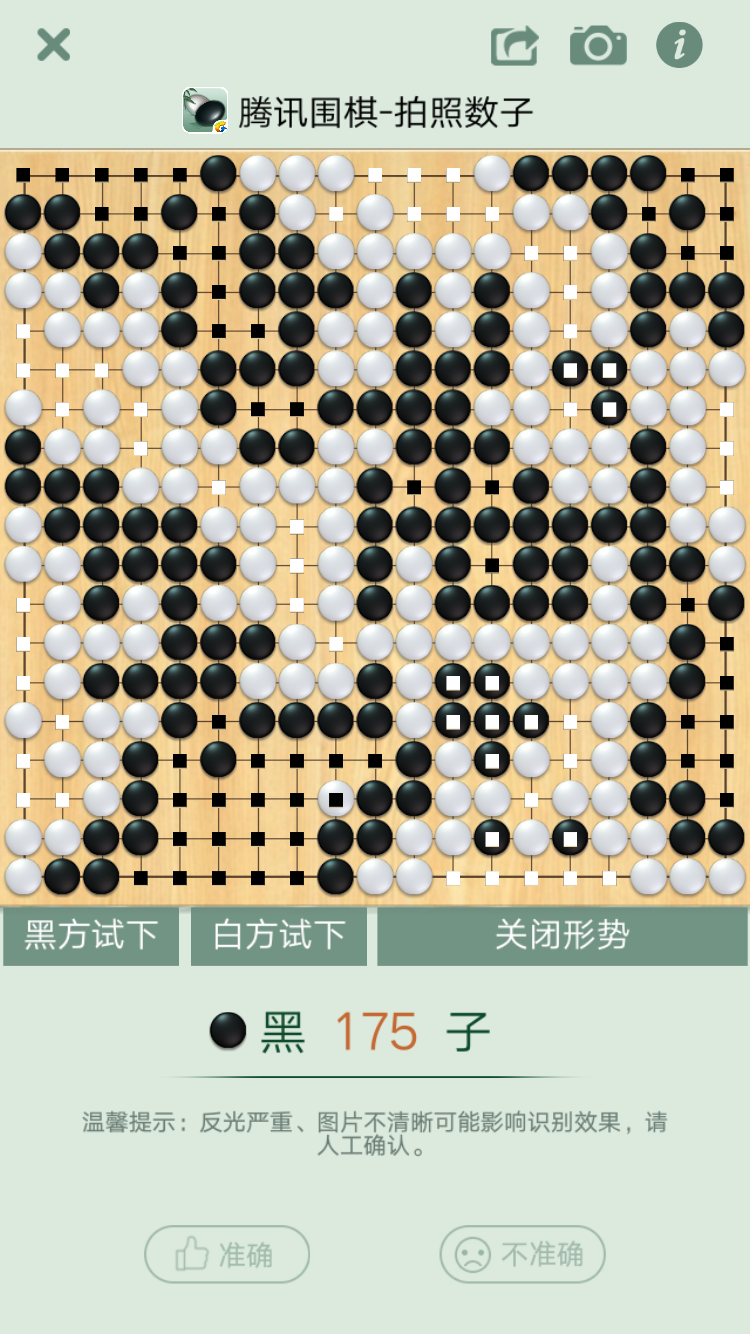 腾讯围棋-拍照数子
黑方试下 白方试下 关闭形势
黑 175 子
温馨提示：反光严重、图片不清晰可能影响识别效果，请
人工确认。
准确 不准确